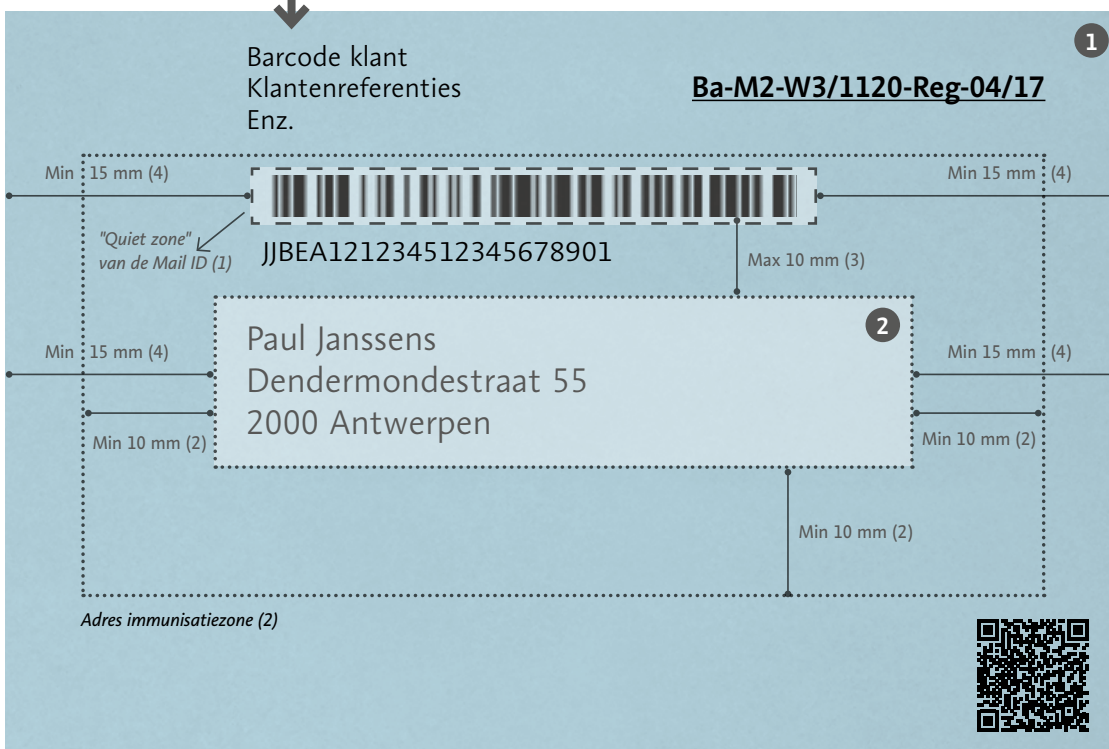 1
Barcode klant
Klantenreferenties
Enz.
Ba-M2-W3/1120-Reg-04/17
Min 15 mm (4)
Min 15 mm (4)
"Quiet zone"
van de Mail ID (1)
JJBEA121234512345678901
Max 10 mm (3)
2
Paul Janssens
Dendermondestraat 55
2000 Antwerpen
Min 15 mm (4)
Min 15 mm (4)
Min 10 mm (2)
Min 10 mm (2)
Min 10 mm (2)
Adres immunisatiezone (2)